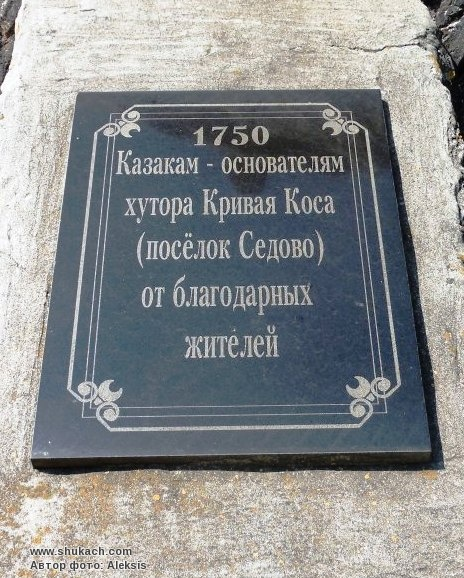 1750
Казакам - основателям
хутора Кривая Коса
(посёлок Седово)
от благодарных
жителей
www.shukach.com
Автор фото: Aleksis